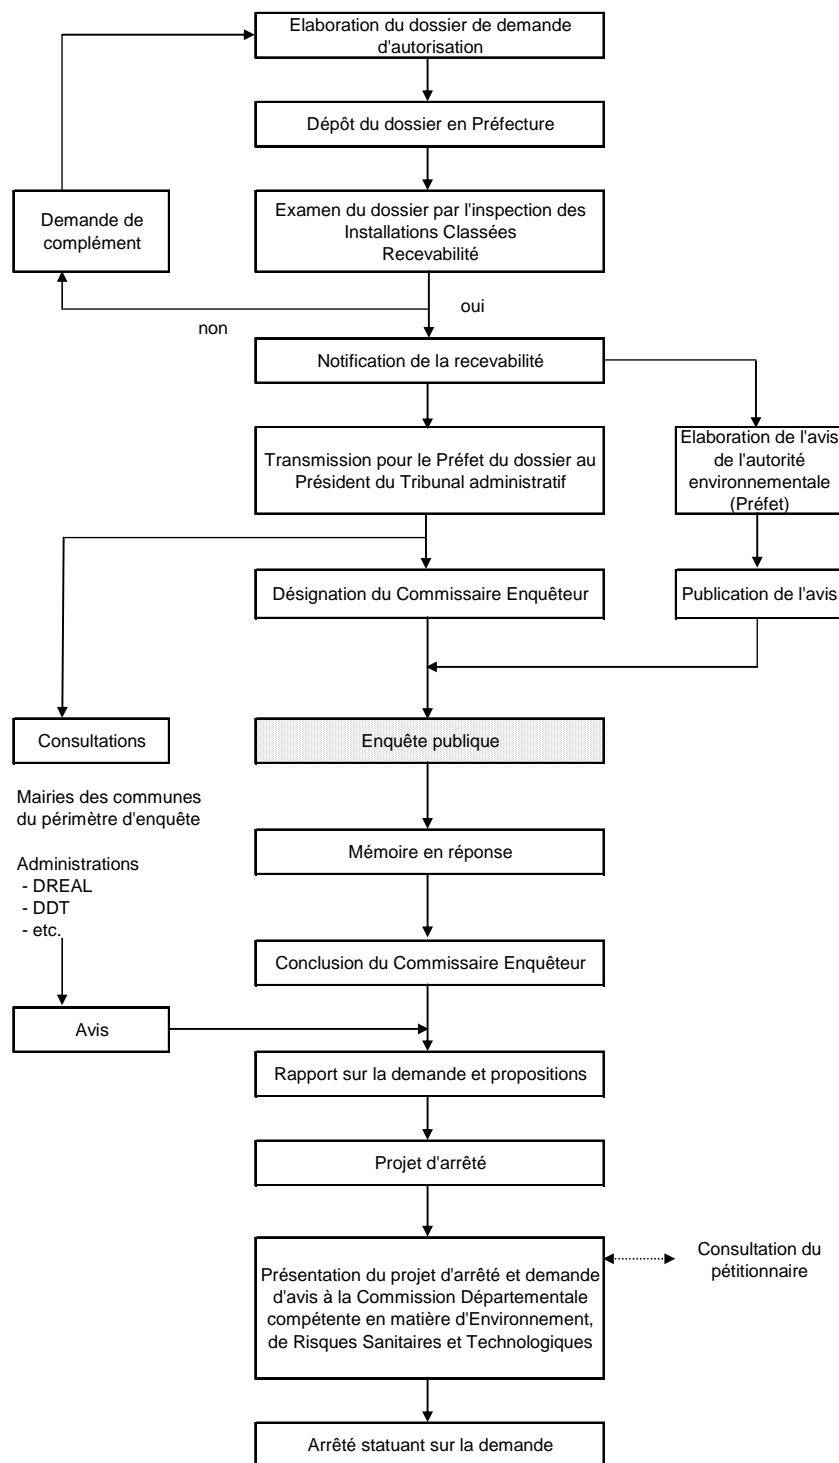 Elaboration du dossier de demande
d'autorisation
Dépôt du dossier en Préfecture
Demande de
complément
Examen du dossier par l'inspection des
Installations Classées
Recevabilité
oui
non
Notification de la recevabilité
Transmission pour le Préfet du dossier au
Président du Tribunal administratif
Elaboration de l'avis
de l'autorité
environnementale
(Préfet)
Désignation du Commissaire Enquêteur
Publication de l'avis
Consultations
Enquête publique
Mairies des communes
du périmètre d'enquête
Administrations
- DREAL
- DDT
- etc.
Mémoire en réponse
Conclusion du Commissaire Enquêteur
Avis
Rapport sur la demande et propositions
Projet d'arrêté
Présentation du projet d'arrêté et demande
d'avis à la Commission Départementale
compétente en matière d'Environnement,
de Risques Sanitaires et Technologiques
Consultation du
pétitionnaire
Arrêté statuant sur la demande